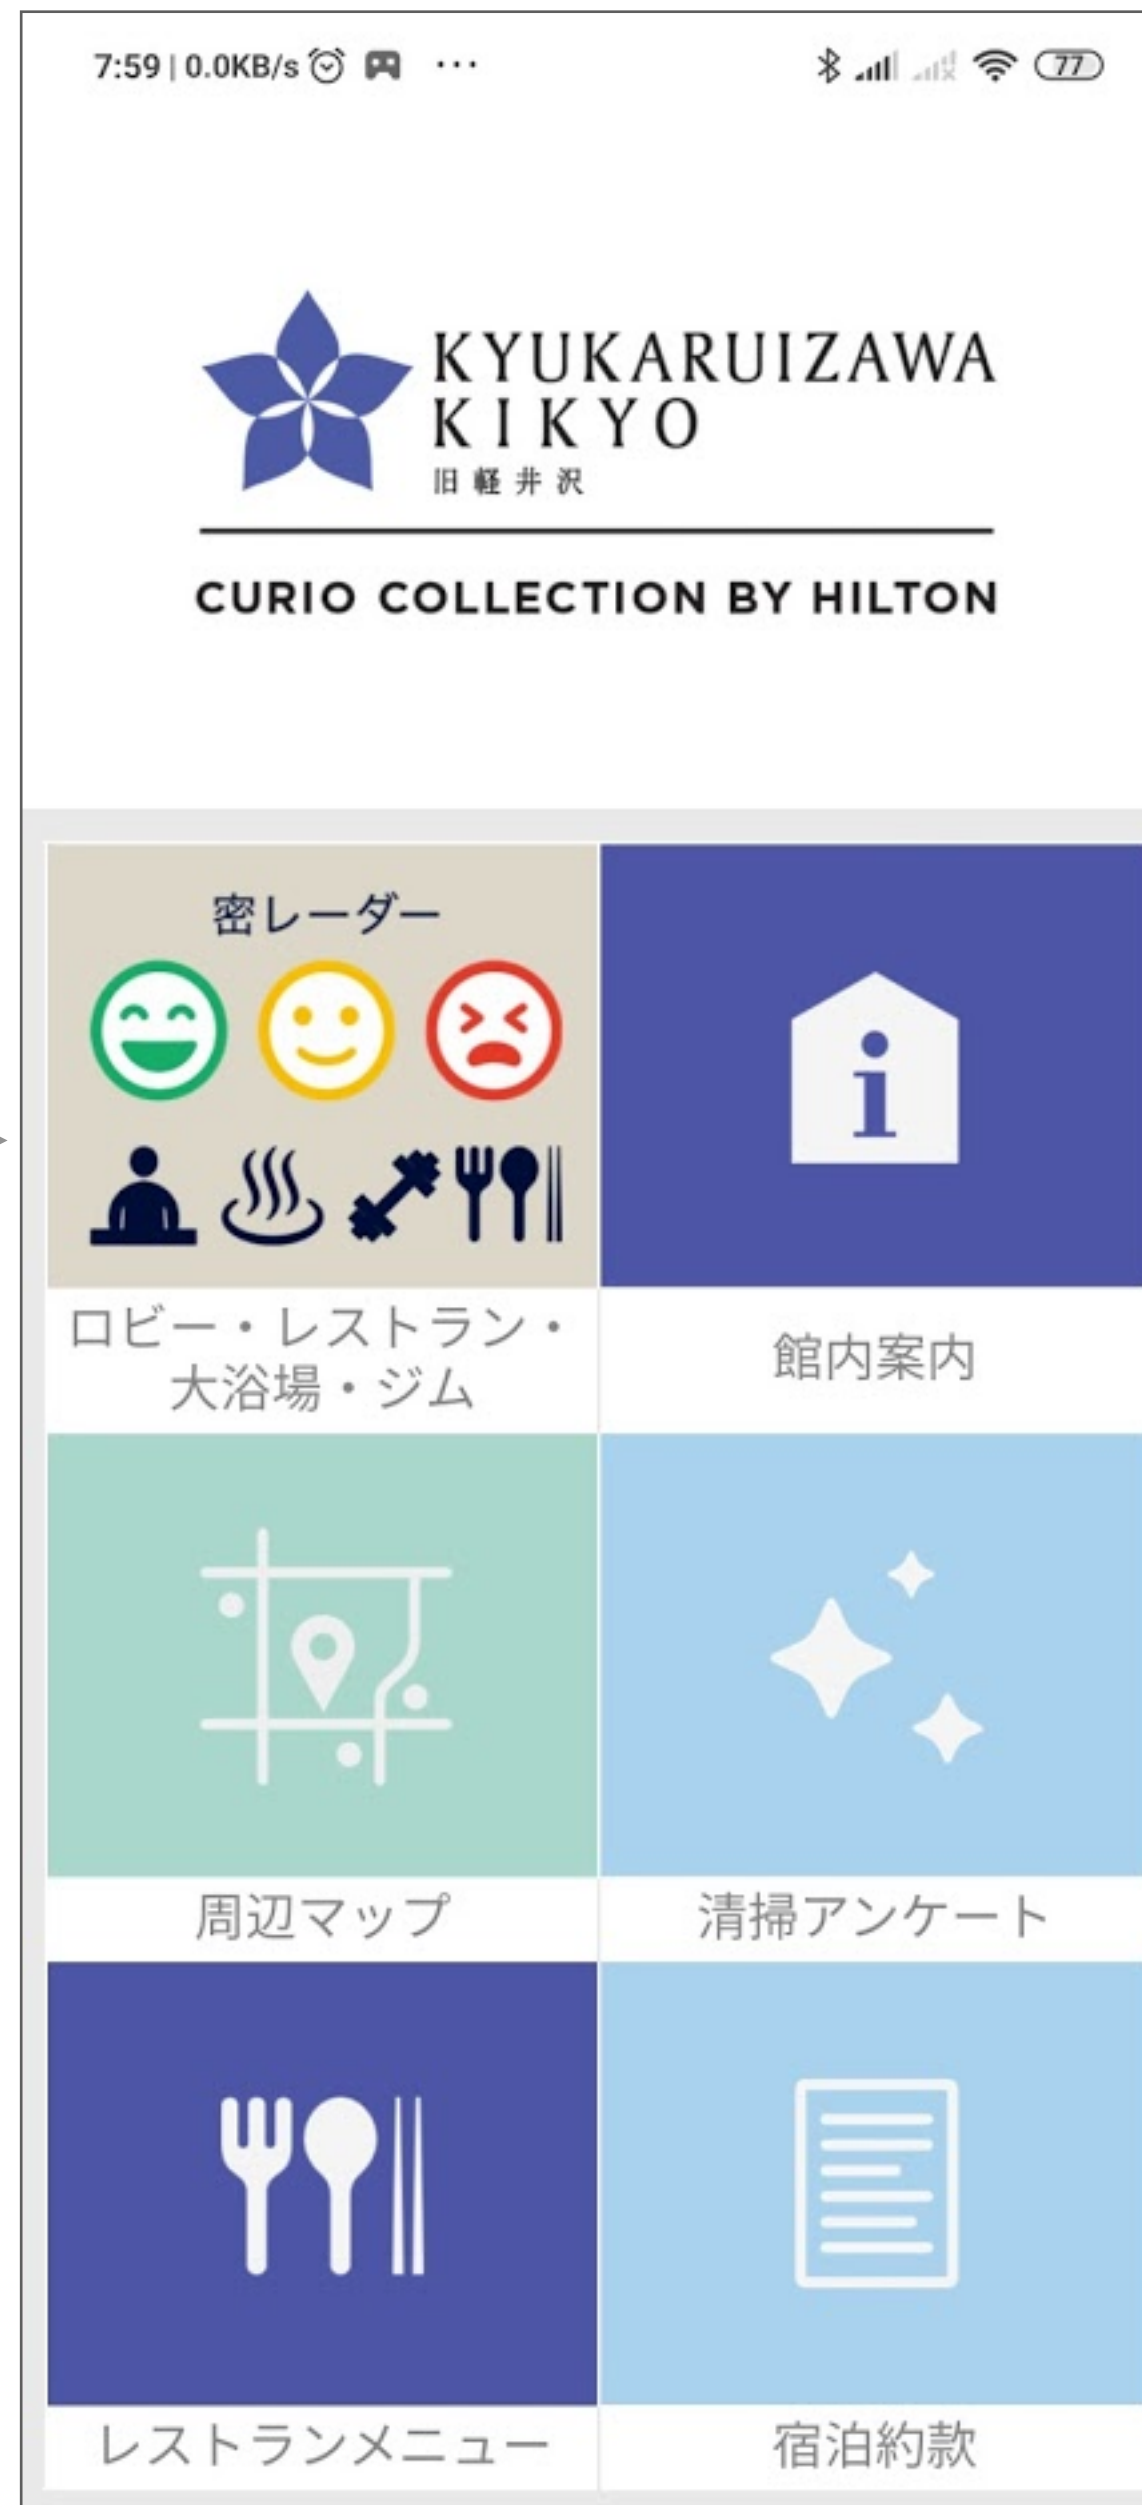 7:59 | 0.0KB/s ...
77
KYUKARUIZAWA
KIKYO
旧軽井沢
CURIO COLLECTION BY HILTON
密レーダー
i
ロビー・レストラン・
大浴場・ジム
館内案内
周辺マップ
清掃アンケート
レストランメニュー
宿泊約款